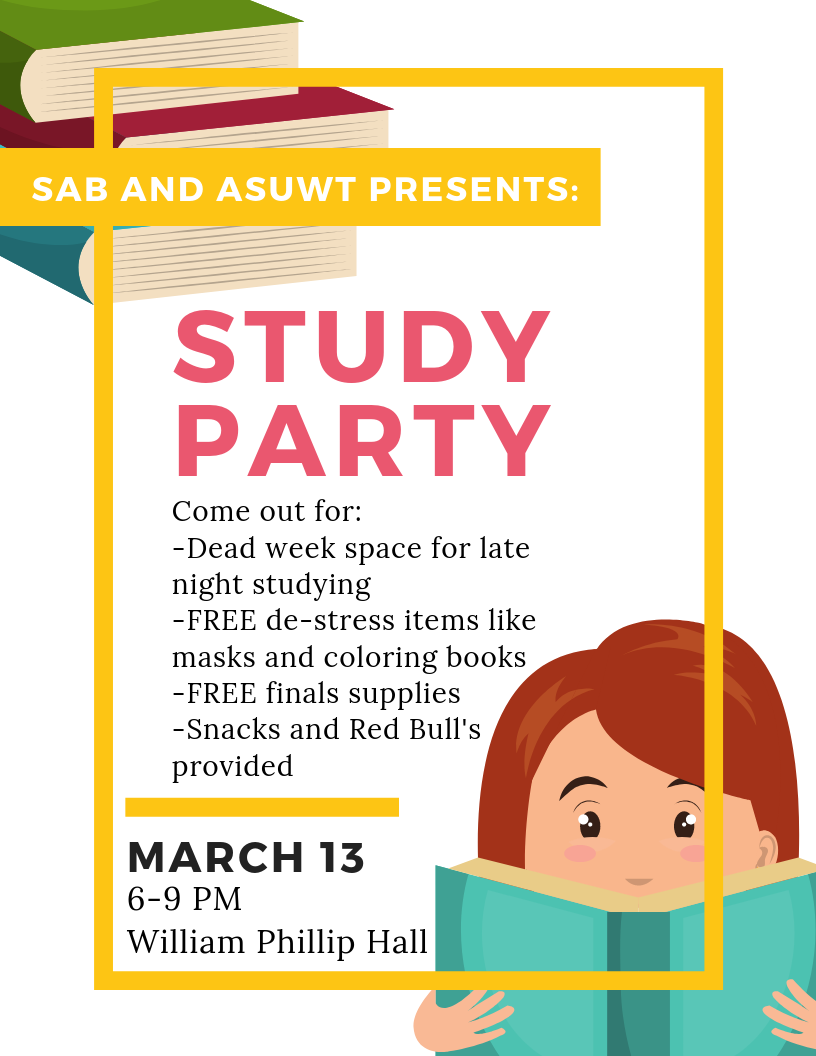 SAB AND ASUWT PRESENTS:
STUDY
PARTY
Come out for:
-Dead week space for late
night studying
-FREE de-stress items like
masks and coloring books
-FREE finals supplies
-Snacks and Red Bull's
provided
MARCH 13
6-9 PM
William Phillip Hall